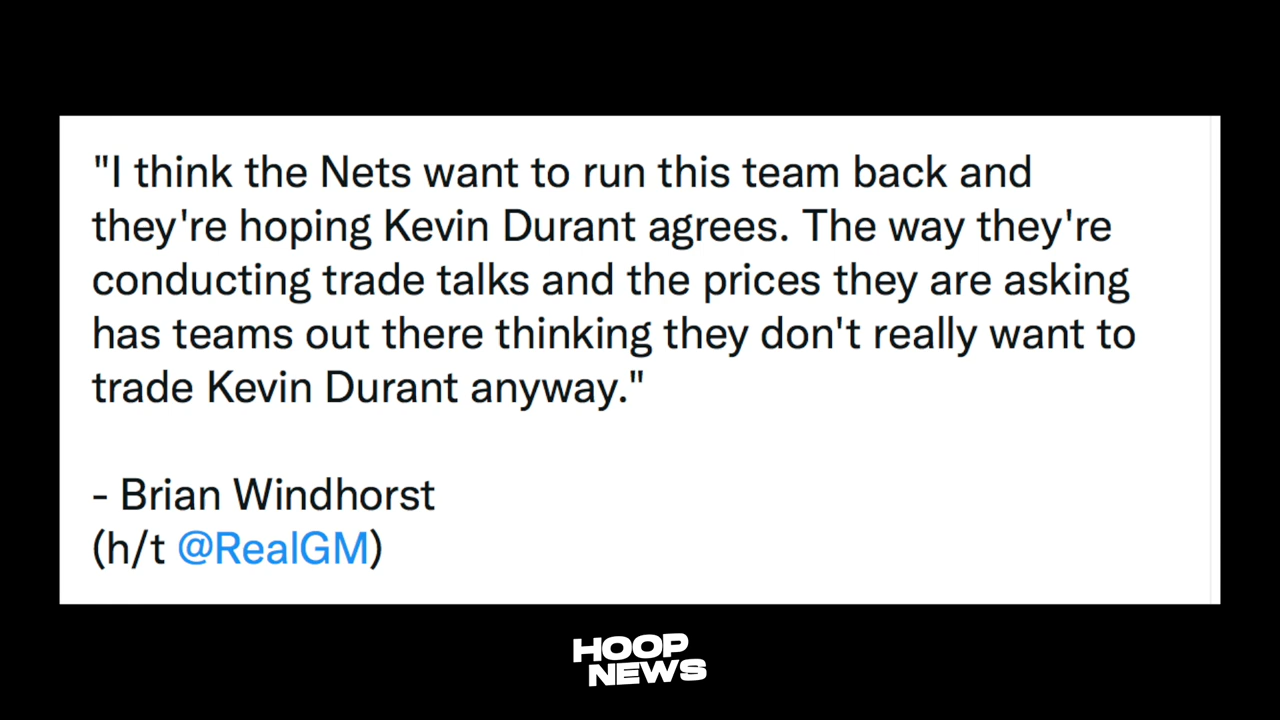 "I think the Nets want to run this team back and
they're hoping Kevin Durant agrees. The way they're
conducting trade talks and the prices they are asking
has teams out there thinking they don't really want to
trade Kevin Durant anyway."
- Brian Windhorst
(h/t @RealGM)
HOOP
NEWS